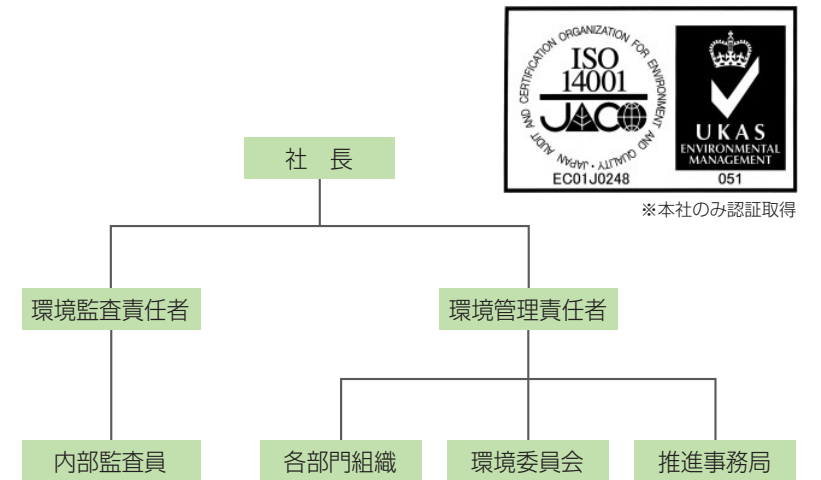 AUDIT AND CERTIFICATION ORGANIZATION FOR ENVIRONMENT AND QUALITY・JAPAN
ISO
14001
JACO
EC01J0248
UKAS
ENVIRONMENTAL
MANAGEMENT
051
※本社のみ認証取得
社　長
環境監査責任者
環境管理責任者
内部監査員
各部門組織
環境委員会
推進事務局